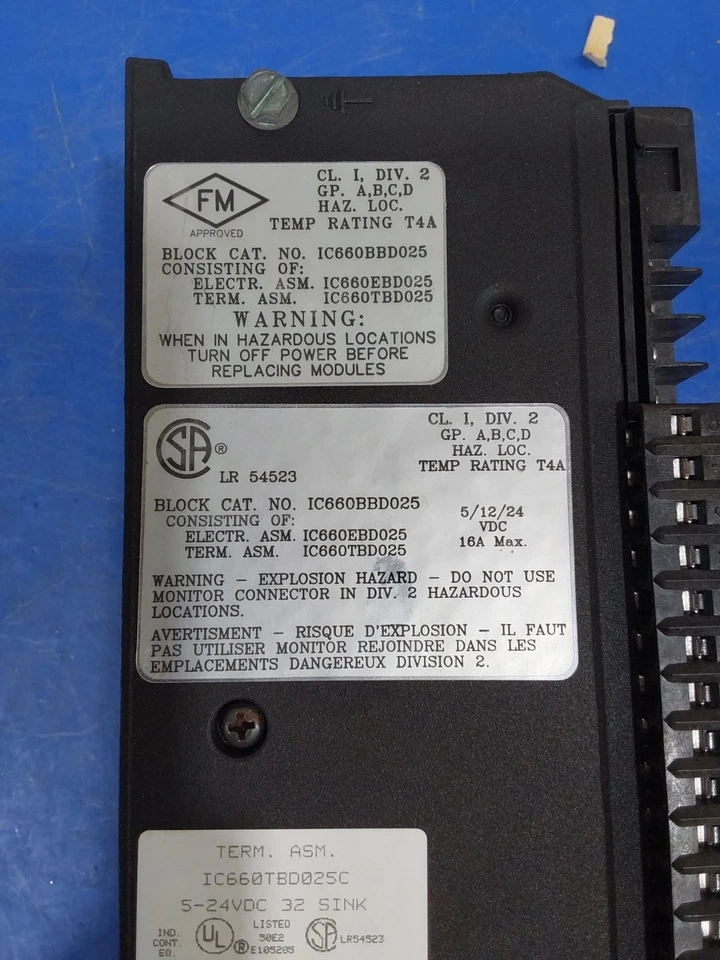 FM
APPROVED
CL. I, DIV. 2
GP. A,B,C,D
HAZ. LOC.
TEMP RATING T4A
BLOCK CAT. NO. IC660BBD025
CONSISTING OF:
ELECTR. ASM. IC660EBD025
TERM. ASM. IC660TBD025
WARNING:
WHEN IN HAZARDOUS LOCATIONS
TURN OFF POWER BEFORE
REPLACING MODULES
SA ®
LR 54523
CL. I, DIV. 2
GP. A,B,C,D
HAZ. LOC.
TEMP RATING T4A
BLOCK CAT. NO. IC660BBD025
CONSISTING OF:
ELECTR. ASM. IC660EBD025
TERM. ASM. IC660TBD025
5/12/24
VDC
16A Max.
WARNING – EXPLOSION HAZARD – DO NOT USE
MONITOR CONNECTOR IN DIV. 2 HAZARDOUS
LOCATIONS.
AVERTISMENT – RISQUE D'EXPLOSION – IL FAUT
PAS UTILISER MONITOR REJOINDRE DANS LES
EMPLACEMENTS DANGEREUX DIVISION 2.
TERM. ASM.
IC660TBD025C
5-24VDC 32 SINK
IND.
CONT.
EQ.
UL ®
LISTED
50E2
E105285
SA LR54523